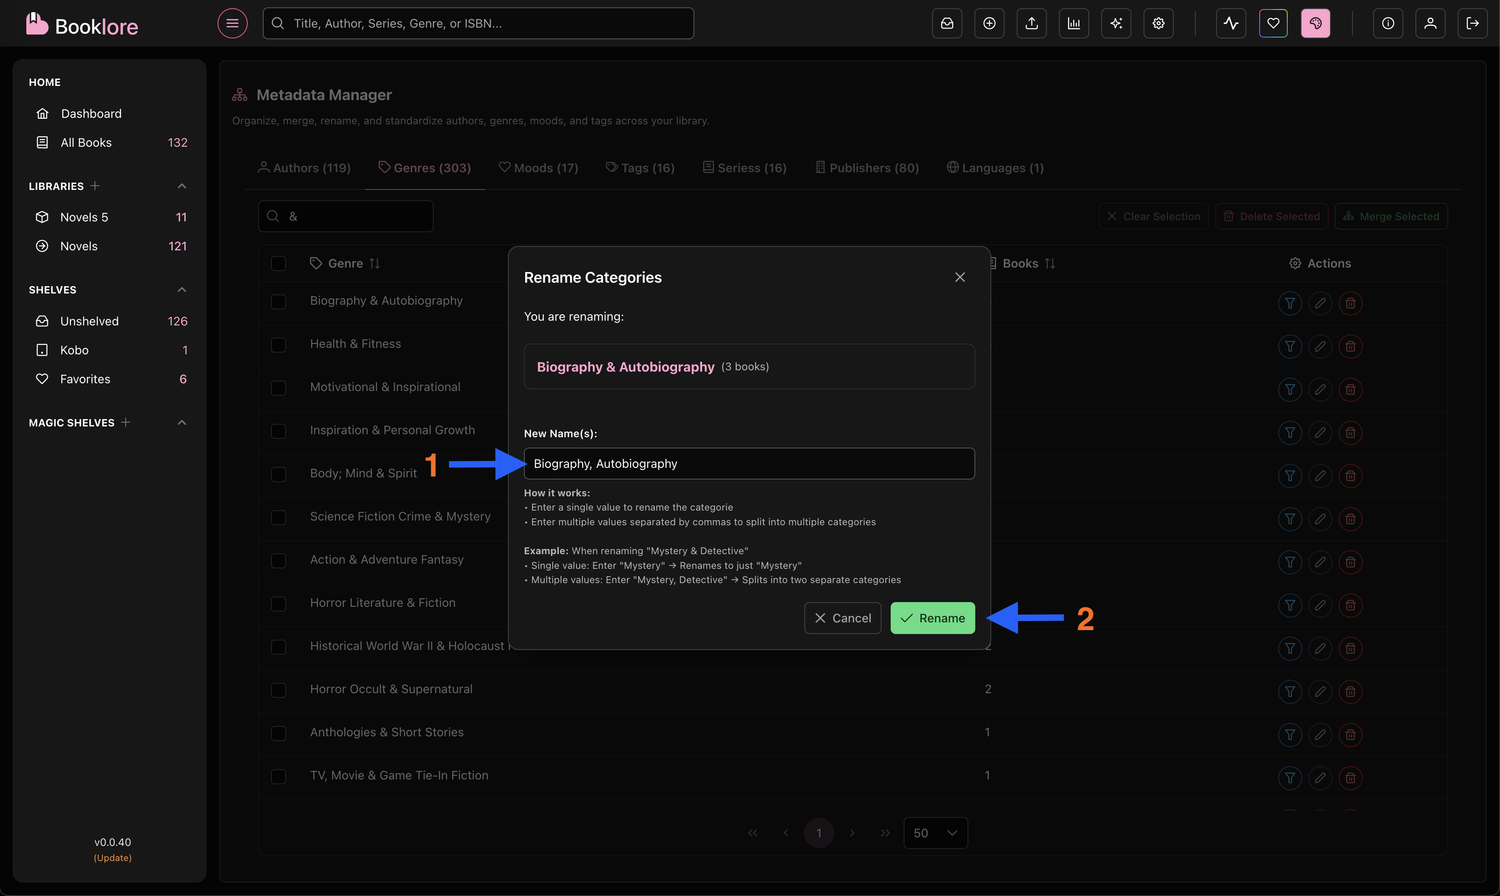 Booklore
Title, Author, Series, Genre, or ISBN...
HOME
Dashboard
All Books 132
LIBRARIES
Novels 5 11
Novels 121
SHELVES
Unshelved 126
Kobo 1
Favorites 6
MAGIC SHELVES
v0.0.40
(Update)
Metadata Manager
Organize, merge, rename, and standardize authors, genres, moods, and tags across your library.
Authors (119) Genres (303) Moods (17) Tags (16) Seriess (16) Publishers (80) Languages (1)
&
Clear Selection Delete Selected Merge Selected
Genre Books Actions
Biography & Autobiography
Health & Fitness
Motivational & Inspirational
Inspiration & Personal Growth
Body; Mind & Spirit
Science Fiction Crime & Mystery
Action & Adventure Fantasy
Horror Literature & Fiction
Historical World War II & Holocaust
Horror Occult & Supernatural 2
Anthologies & Short Stories 1
TV, Movie & Game Tie-In Fiction 1
1 50
Rename Categories
You are renaming:
Biography & Autobiography (3 books)
New Name(s):
1
Biography, Autobiography
How it works:
• Enter a single value to rename the categorie
• Enter multiple values separated by commas to split into multiple categories
Example: When renaming "Mystery & Detective"
• Single value: Enter "Mystery" → Renames to just "Mystery"
• Multiple values: Enter "Mystery, Detective" → Splits into two separate categories
Cancel Rename
2